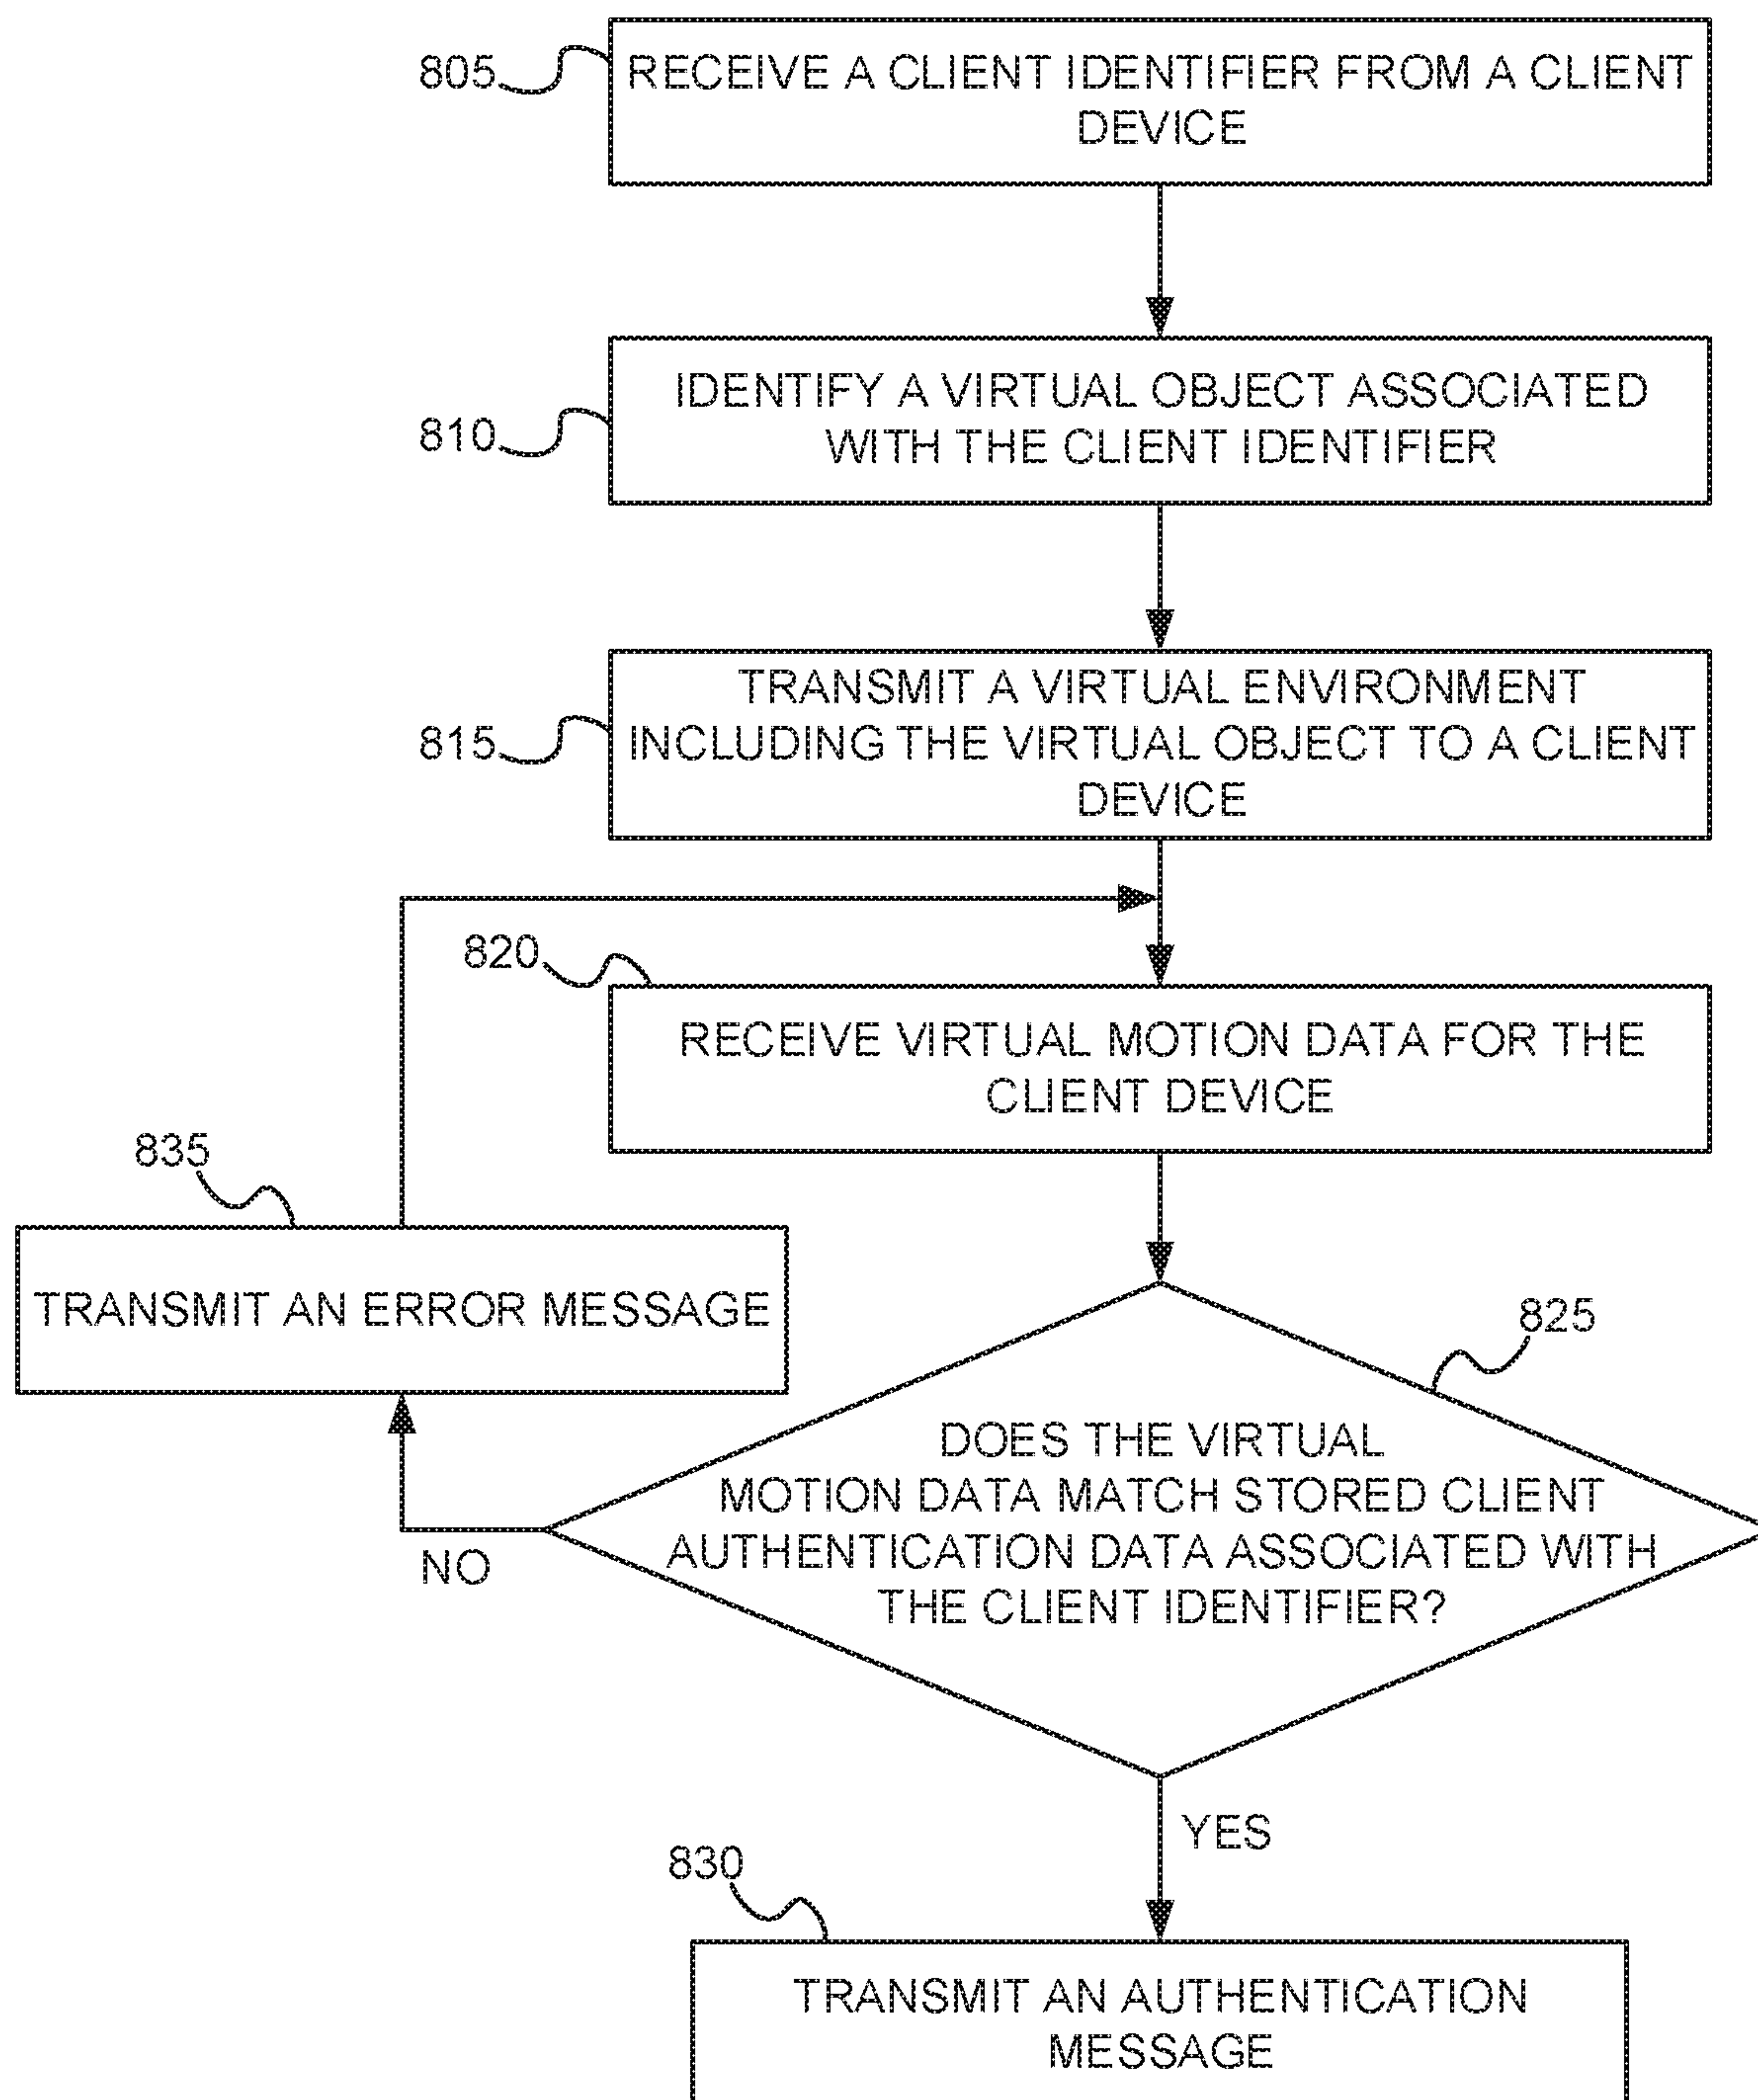 805
RECEIVE A CLIENT IDENTIFIER FROM A CLIENT
DEVICE
810
IDENTIFY A VIRTUAL OBJECT ASSOCIATED
WITH THE CLIENT IDENTIFIER
815
TRANSMIT A VIRTUAL ENVIRONMENT
INCLUDING THE VIRTUAL OBJECT TO A CLIENT
DEVICE
820
RECEIVE VIRTUAL MOTION DATA FOR THE
CLIENT DEVICE
835
TRANSMIT AN ERROR MESSAGE
825
DOES THE VIRTUAL
MOTION DATA MATCH STORED CLIENT
AUTHENTICATION DATA ASSOCIATED WITH
THE CLIENT IDENTIFIER?
NO
YES
830
TRANSMIT AN AUTHENTICATION
MESSAGE